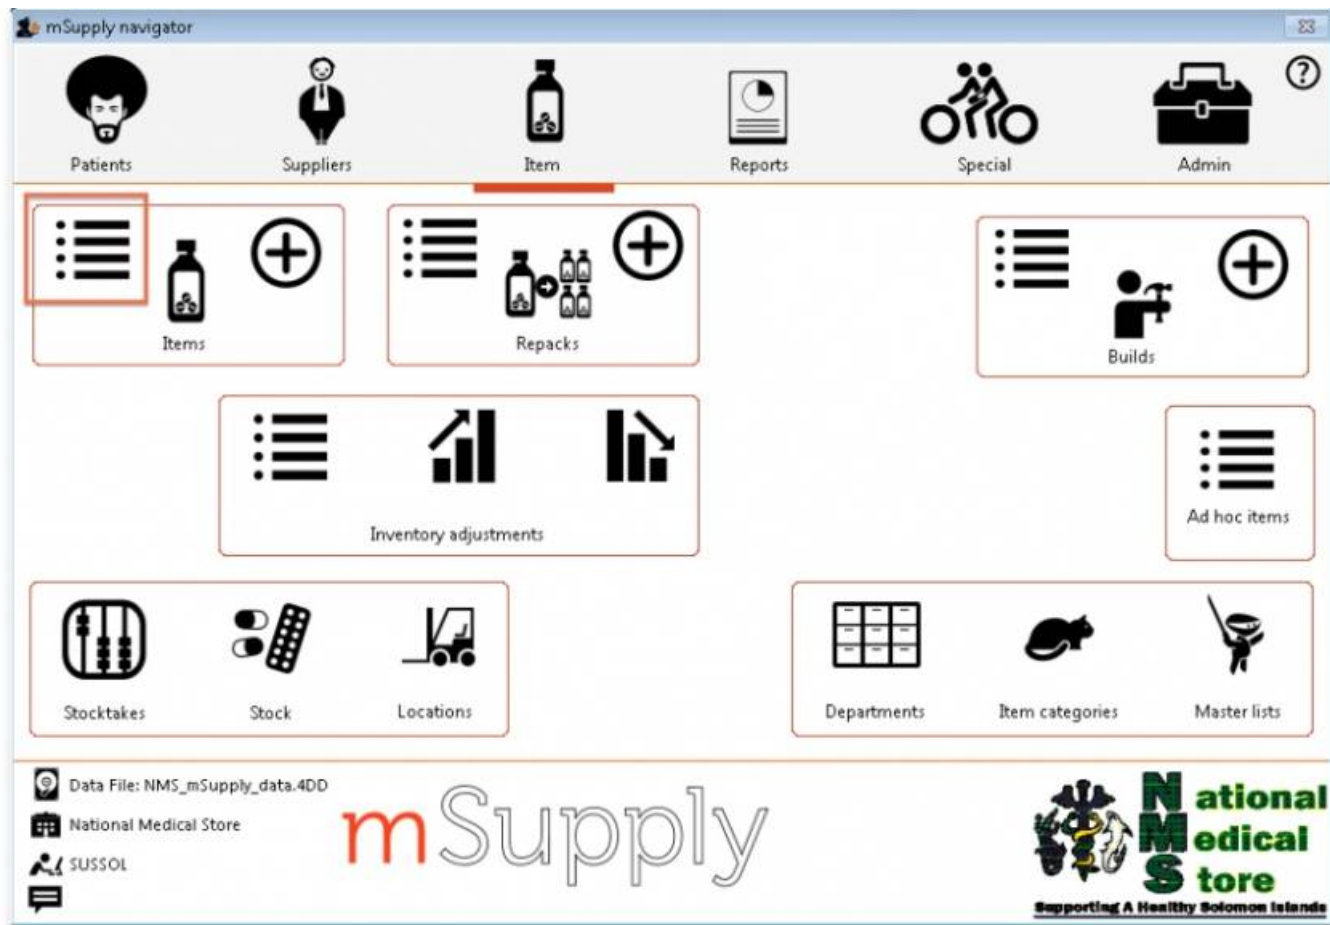 mSupply navigator
?
Patients
Suppliers
Item
Reports
Special
Admin
Items
Repacks
Builds
Inventory adjustments
Ad hoc items
Stocktakes
Stock
Locations
Departments
Item categories
Master lists
Data File: NMS_mSupply_data.4DD
National Medical Store
SUSSOL
mSupply
National
Medical
Store
Supporting A Healthy Solomon Islands